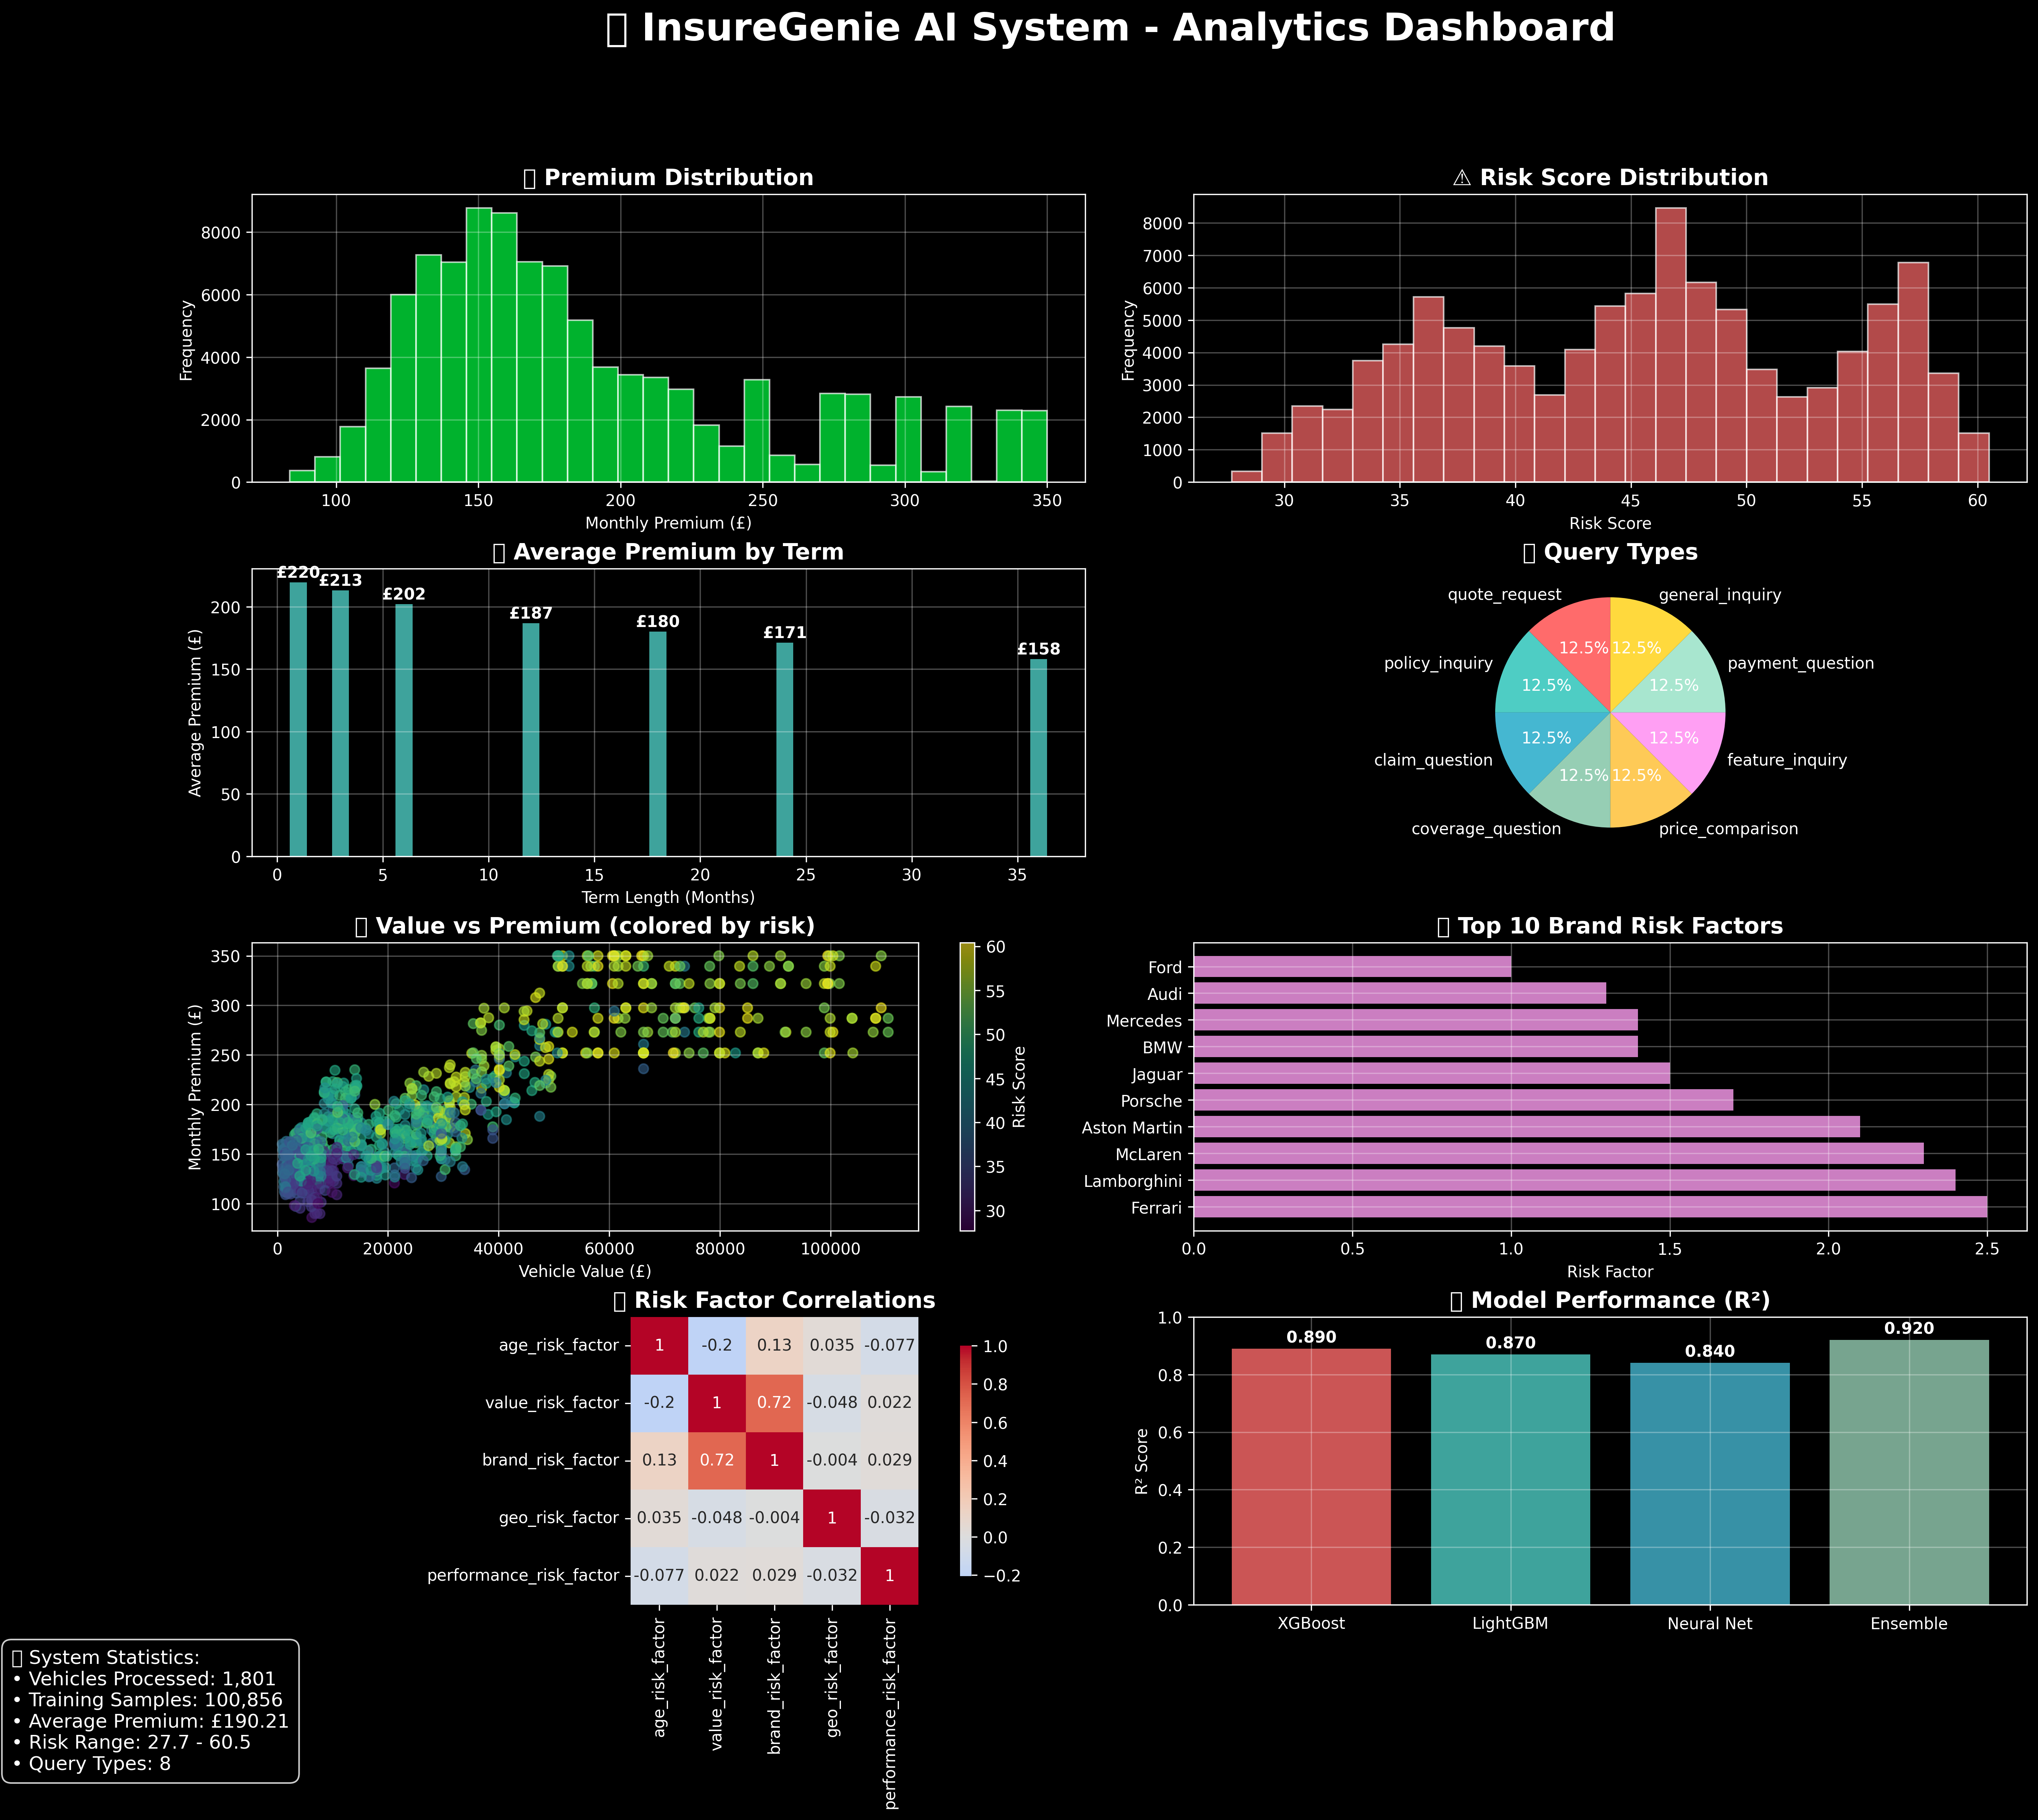 InsureGenie AI System - Analytics Dashboard
Premium Distribution
Frequency
8000
6000
4000
2000
0
100 150 200 250 300 350
Monthly Premium (£)
⚠ Risk Score Distribution
Frequency
8000
7000
6000
5000
4000
3000
2000
1000
0
30 35 40 45 50 55 60
Risk Score
Average Premium by Term
Average Premium (£)
200
150
100
50
0
£220 £213 £202 £187 £180 £171 £158
0 5 10 15 20 25 30 35
Term Length (Months)
Query Types
quote_request general_inquiry
12.5% 12.5%
policy_inquiry payment_question
12.5% 12.5%
12.5% 12.5%
claim_question feature_inquiry
12.5% 12.5%
coverage_question price_comparison
Value vs Premium (colored by risk)
Monthly Premium (£)
350
300
250
200
150
100
0 20000 40000 60000 80000 100000
Vehicle Value (£)
60
55
50
45
40
35
30
Risk Score
Top 10 Brand Risk Factors
Ford
Audi
Mercedes
BMW
Jaguar
Porsche
Aston Martin
McLaren
Lamborghini
Ferrari
0.0 0.5 1.0 1.5 2.0 2.5
Risk Factor
Risk Factor Correlations
age_risk_factor 1 -0.2 0.13 0.035 -0.077
value_risk_factor -0.2 1 0.72 -0.048 0.022
brand_risk_factor 0.13 0.72 1 -0.004 0.029
geo_risk_factor 0.035 -0.048 -0.004 1 -0.032
performance_risk_factor -0.077 0.022 0.029 -0.032 1
age_risk_factor
value_risk_factor
brand_risk_factor
geo_risk_factor
performance_risk_factor
1.0
0.8
0.6
0.4
0.2
0.0
−0.2
Model Performance (R²)
R² Score
1.0
0.8
0.6
0.4
0.2
0.0
0.890 0.870 0.840 0.920
XGBoost LightGBM Neural Net Ensemble
System Statistics:
• Vehicles Processed: 1,801
• Training Samples: 100,856
• Average Premium: £190.21
• Risk Range: 27.7 - 60.5
• Query Types: 8